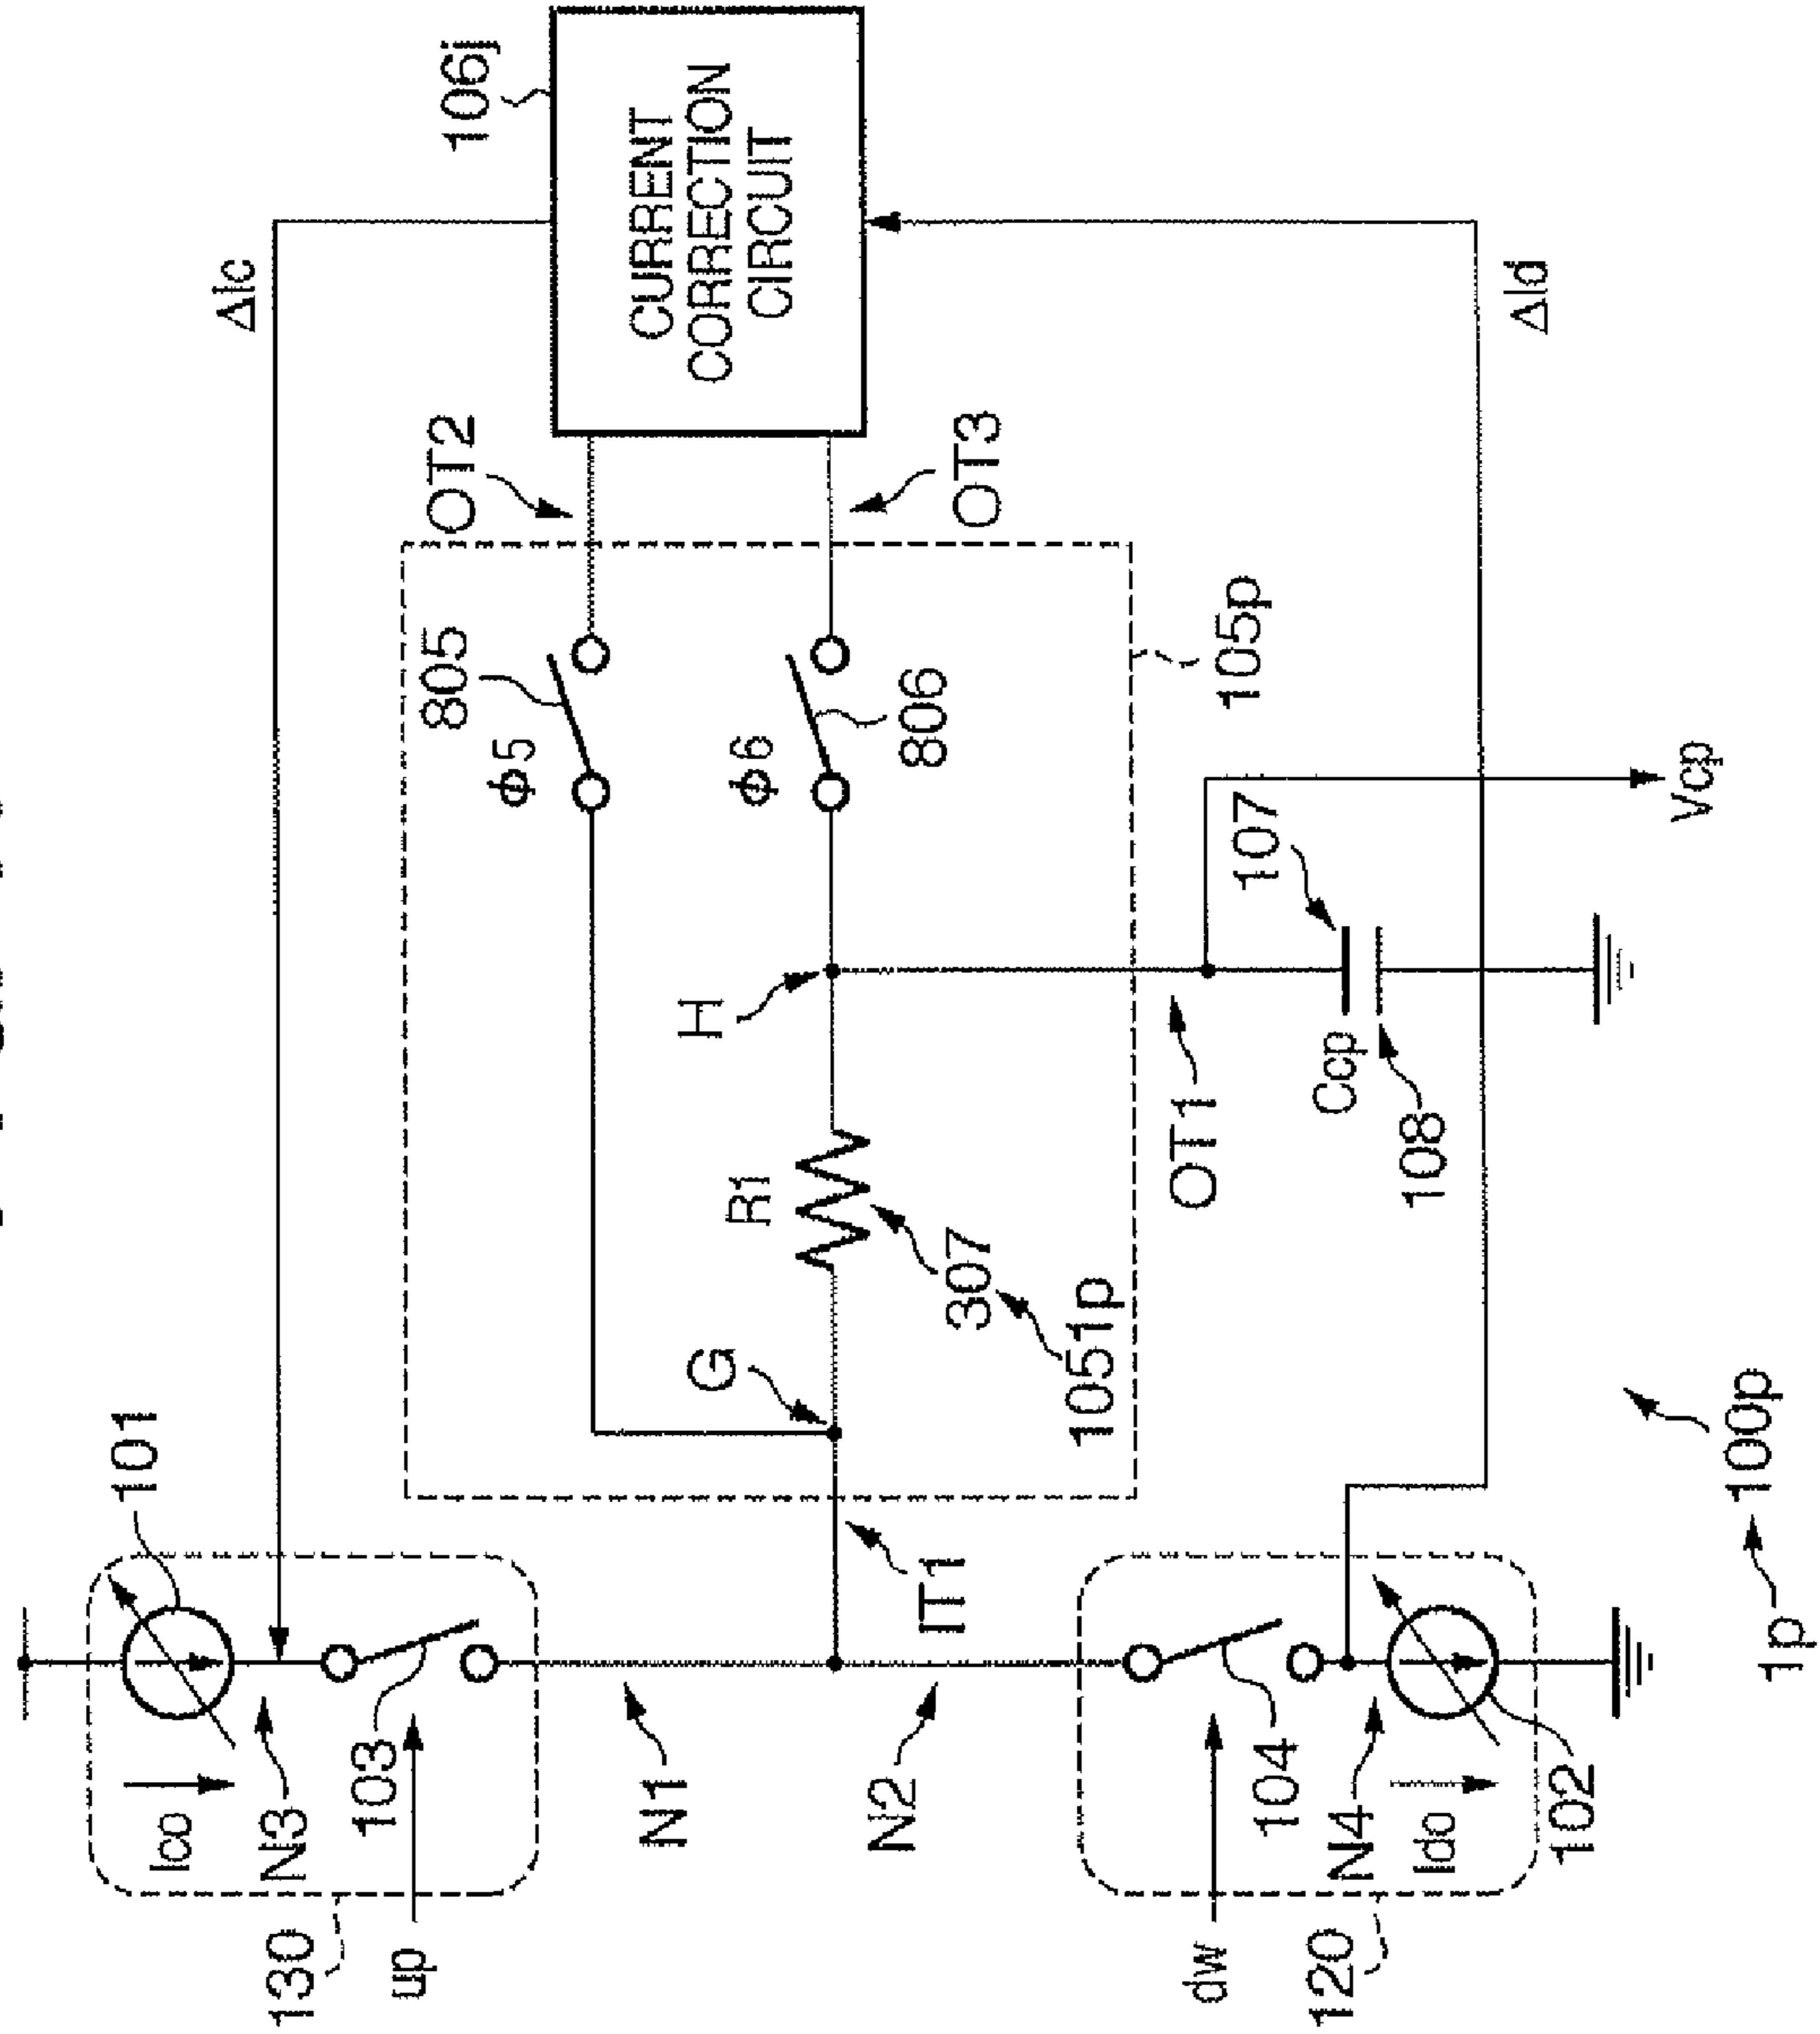 130
Ico
N3
up
103
101
ΔIc
106j
CURRENT
CORRECTION
CIRCUIT
OT2
OT3
805
ϕ5
ϕ6
806
105p
H
G
R1
307
1051p
IT1
N1
N2
OT1
107
Ccp
108
Vcp
ΔId
dw
104
N4
Ido
102
120
1p
100p